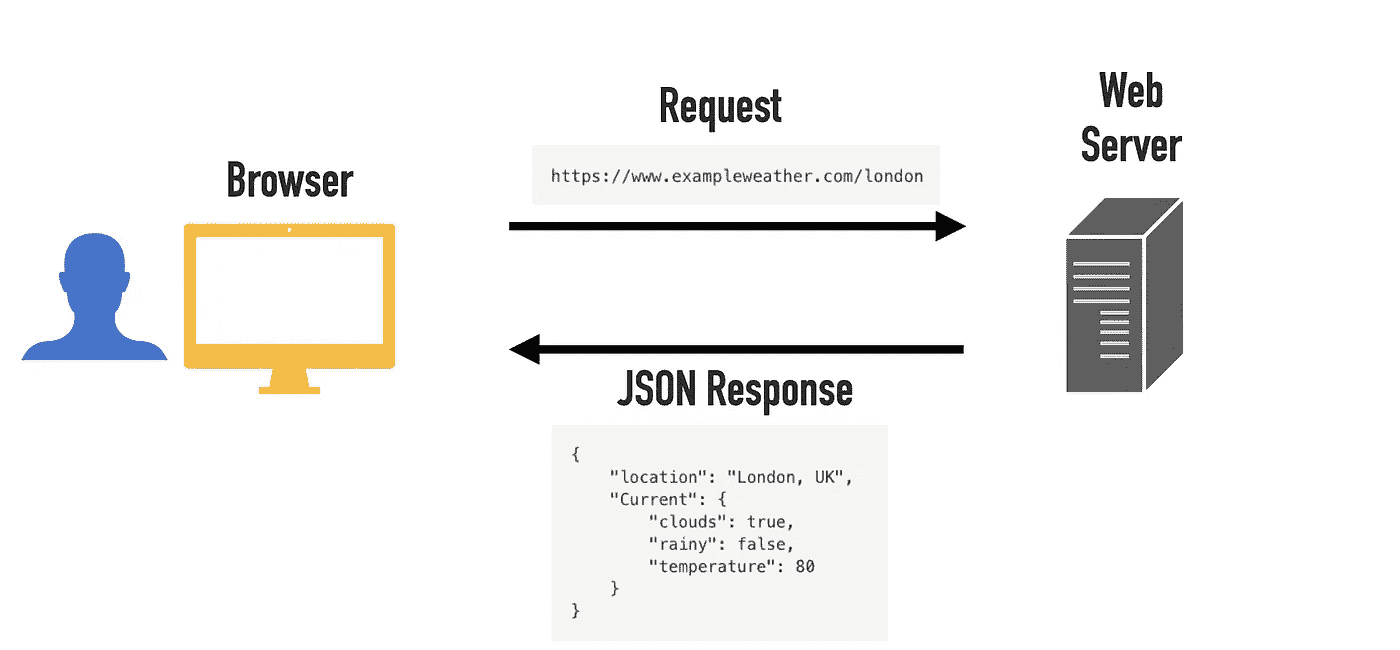 Browser
Request
https://www.exampleweather.com/london
Web
Server
JSON Response
{
    "location": "London, UK",
    "Current": {
        "clouds": true,
        "rainy": false,
        "temperature": 80
    }
}